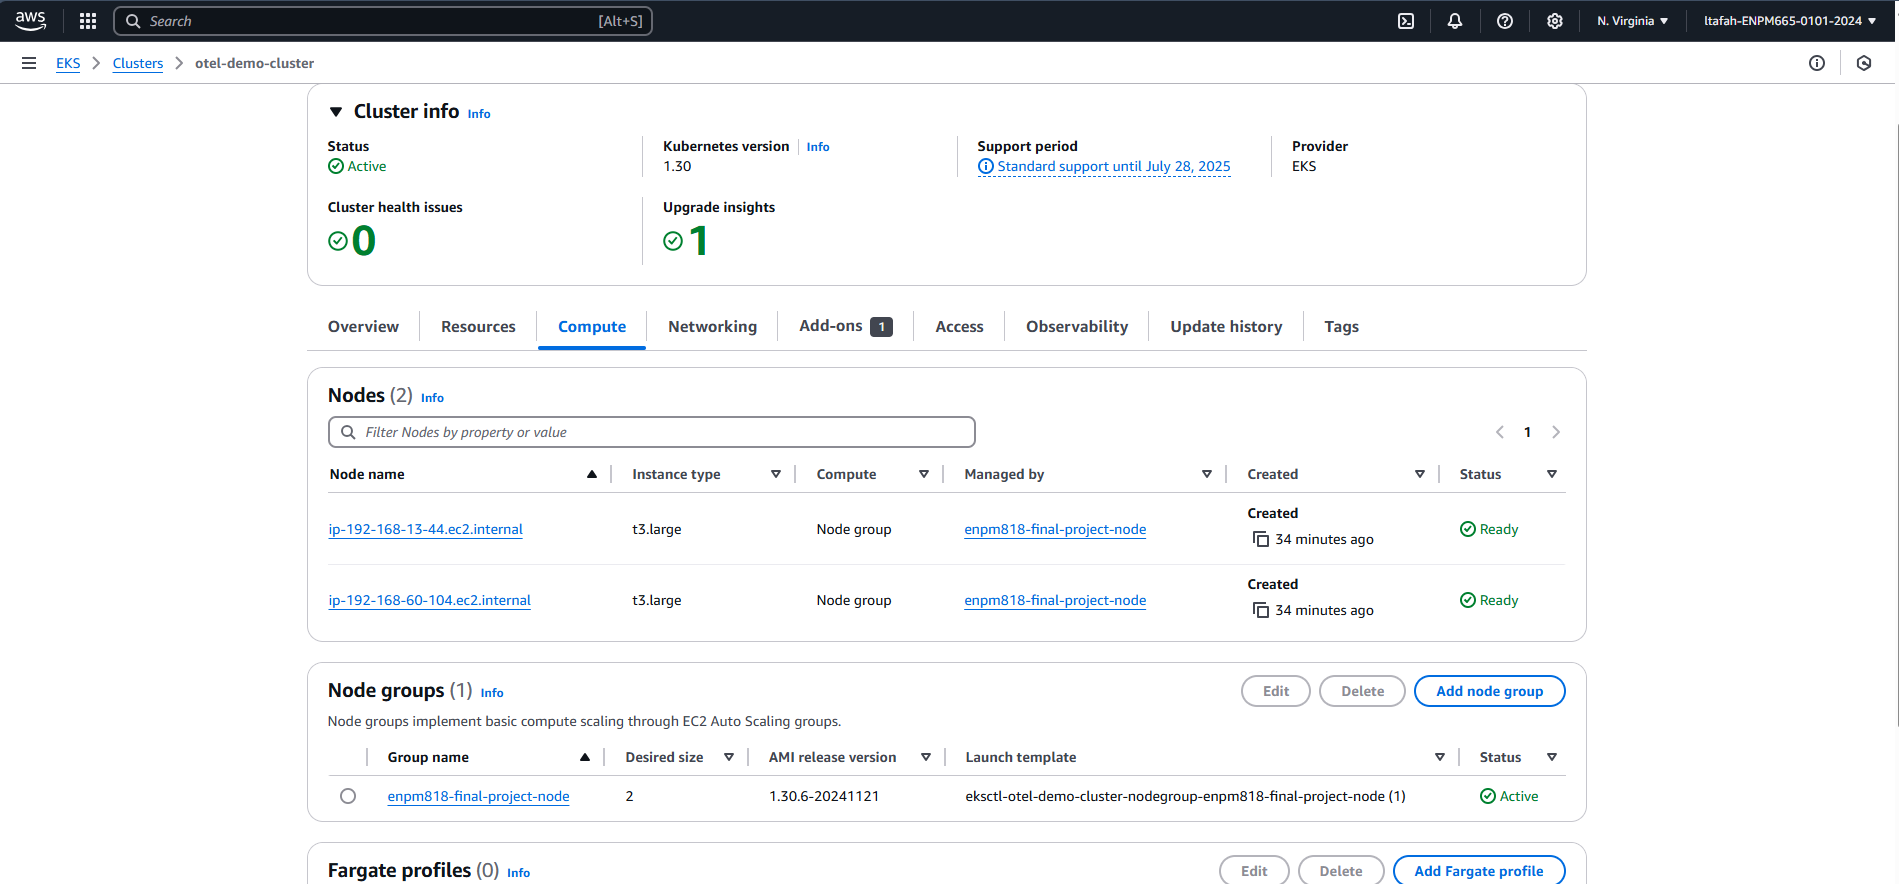 aws
Search [Alt+S] N. Virginia ltafah-ENPM665-0101-2024
EKS Clusters otel-demo-cluster
Cluster info Info
Status Kubernetes version Info Support period Provider
Active 1.30 Standard support until July 28, 2025 EKS
Cluster health issues Upgrade insights
0 1
Overview Resources Compute Networking Add-ons 1 Access Observability Update history Tags
Nodes (2) Info
Filter Nodes by property or value 1
Node name Instance type Compute Managed by Created Status
Created
ip-192-168-13-44.ec2.internal t3.large Node group enpm818-final-project-node Ready
34 minutes ago
Created
ip-192-168-60-104.ec2.internal t3.large Node group enpm818-final-project-node Ready
34 minutes ago
Node groups (1) Info Edit Delete Add node group
Node groups implement basic compute scaling through EC2 Auto Scaling groups.
Group name Desired size AMI release version Launch template Status
enpm818-final-project-node 2 1.30.6-20241121 eksctl-otel-demo-cluster-nodegroup-enpm818-final-project-node (1) Active
Fargate profiles (0) Info Edit Delete Add Fargate profile